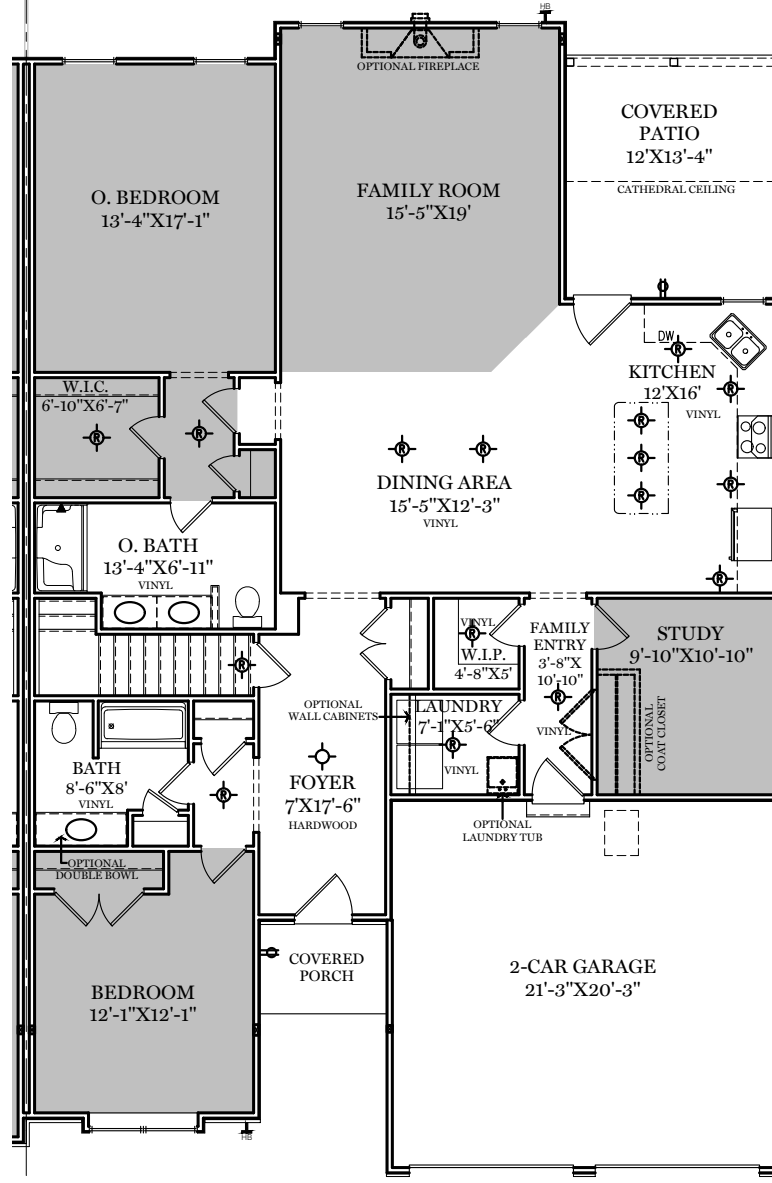 HB
OPTIONAL FIREPLACE
COVERED
PATIO
12'X13'-4"
CATHEDRAL CEILING
O. BEDROOM
13'-4"X17'-1"
FAMILY ROOM
15'-5"X19'
DW
R
KITCHEN
12'X16'
VINYL
R
W.I.C.
6'-10"X6'-7"
R
R
R
R
R
R
R
DINING AREA
15'-5"X12'-3"
VINYL
R
R
O. BATH
13'-4"X6'-11"
VINYL
R
VINYL
R
W.I.P.
4'-8"X5'
FAMILY
ENTRY
3'-8"X
10'-10"
R
VINYL
STUDY
9'-10"X10'-10"
OPTIONAL
COAT CLOSET
R
OPTIONAL
WALL CABINETS
LAUNDRY
7'-1"X5'-6"
R
VINYL
OPTIONAL
LAUNDRY TUB
BATH
8'-6"X8'
VINYL
R
FOYER
7'X17'-6"
HARDWOOD
OPTIONAL
DOUBLE BOWL
COVERED
PORCH
2-CAR GARAGE
21'-3"X20'-3"
BEDROOM
12'-1"X12'-1"
HB